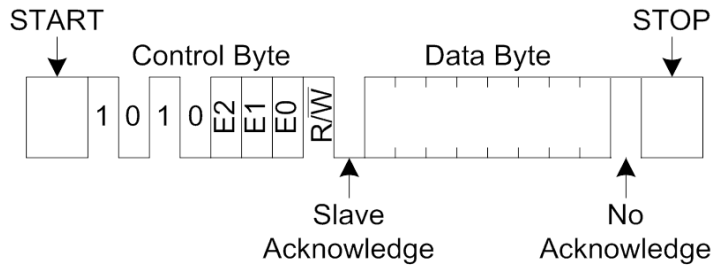 START
STOP
Control Byte
Data Byte
1 0 1 0 E2 E1 E0 R/W
Slave
Acknowledge
No
Acknowledge